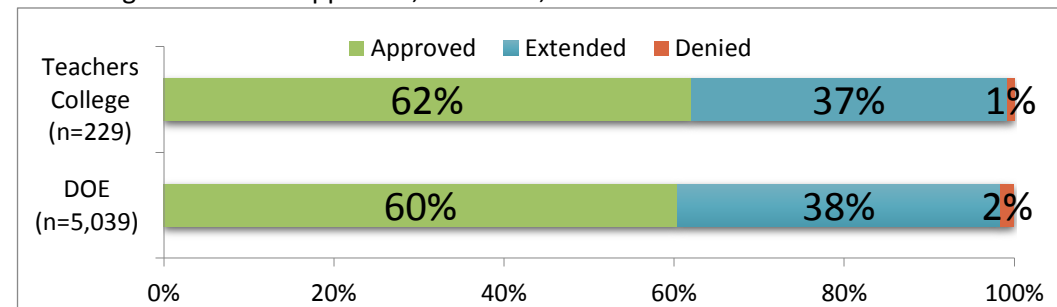 Approved Extended Denied
Teachers
College
(n=229)
62% 37% 1%
DOE
(n=5,039)
60% 38% 2%
0% 20% 40% 60% 80% 100%